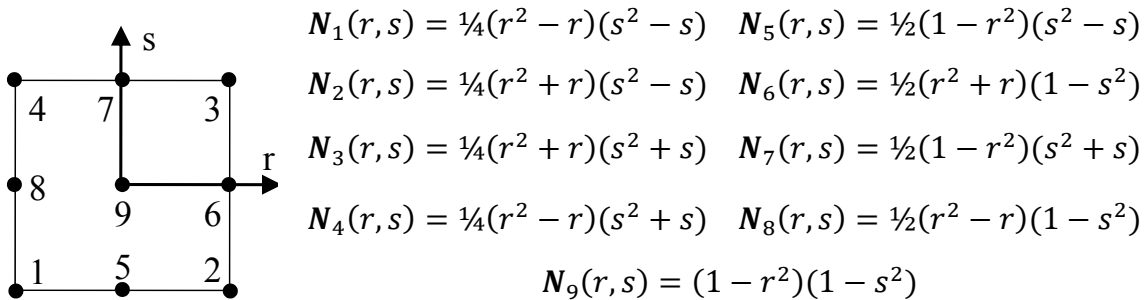 s
4 7 3
r
8 9 6
1 5 2
𝑵₁(𝑟, 𝑠) = ¼(𝑟² − 𝑟)(𝑠² − 𝑠) 𝑵₅(𝑟, 𝑠) = ½(1 − 𝑟²)(𝑠² − 𝑠)
𝑵₂(𝑟, 𝑠) = ¼(𝑟² + 𝑟)(𝑠² − 𝑠) 𝑵₆(𝑟, 𝑠) = ½(𝑟² + 𝑟)(1 − 𝑠²)
𝑵₃(𝑟, 𝑠) = ¼(𝑟² + 𝑟)(𝑠² + 𝑠) 𝑵₇(𝑟, 𝑠) = ½(1 − 𝑟²)(𝑠² + 𝑠)
𝑵₄(𝑟, 𝑠) = ¼(𝑟² − 𝑟)(𝑠² + 𝑠) 𝑵₈(𝑟, 𝑠) = ½(𝑟² − 𝑟)(1 − 𝑠²)
𝑵₉(𝑟, 𝑠) = (1 − 𝑟²)(1 − 𝑠²)